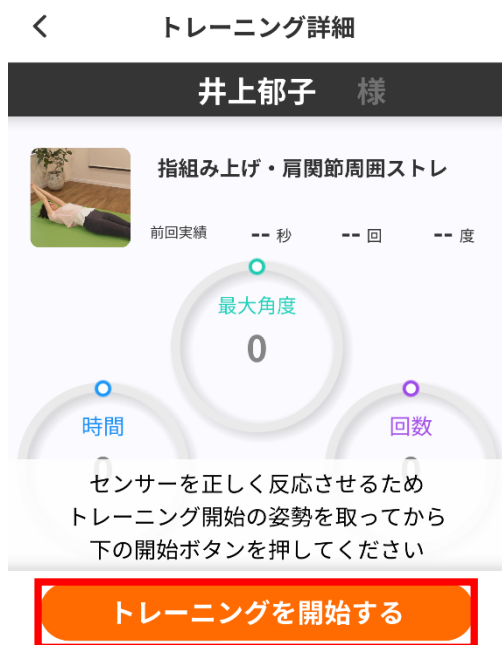 トレーニング詳細
井上郁子 様
指組み上げ・肩関節周囲ストレ
前回実績 -- 秒 -- 回 -- 度
最大角度
0
時間
回数
0
0
センサーを正しく反応させるため
トレーニング開始の姿勢を取ってから
下の開始ボタンを押してください
トレーニングを開始する